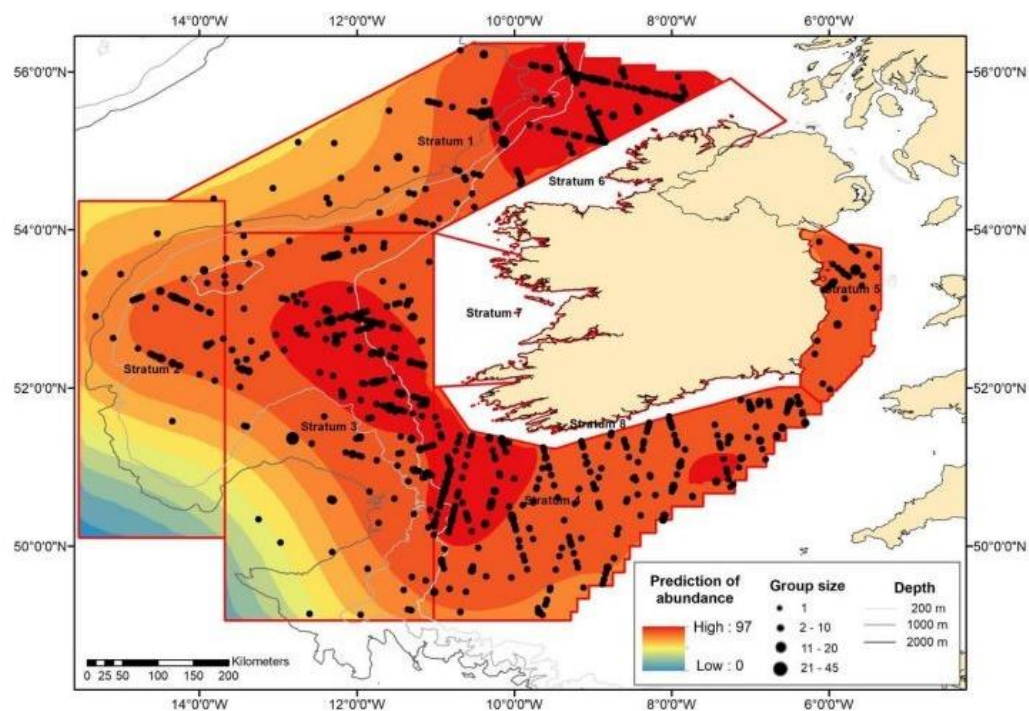 14°0'0"W 12°0'0"W 10°0'0"W 8°0'0"W 6°0'0"W
56°0'0"N 56°0'0"N
Stratum 1
Stratum 6
54°0'0"N 54°0'0"N
Stratum 5
Stratum 7
52°0'0"N 52°0'0"N
Stratum 2
Stratum 3
Stratum 8
Stratum 4
50°0'0"N 50°0'0"N
Prediction of abundance
High : 97
Low : 0
Group size
1
2 - 10
11 - 20
21 - 45
Depth
200 m
1000 m
2000 m
Kilometers
0 25 50 100 150 200
14°0'0"W 12°0'0"W 10°0'0"W 8°0'0"W 6°0'0"W